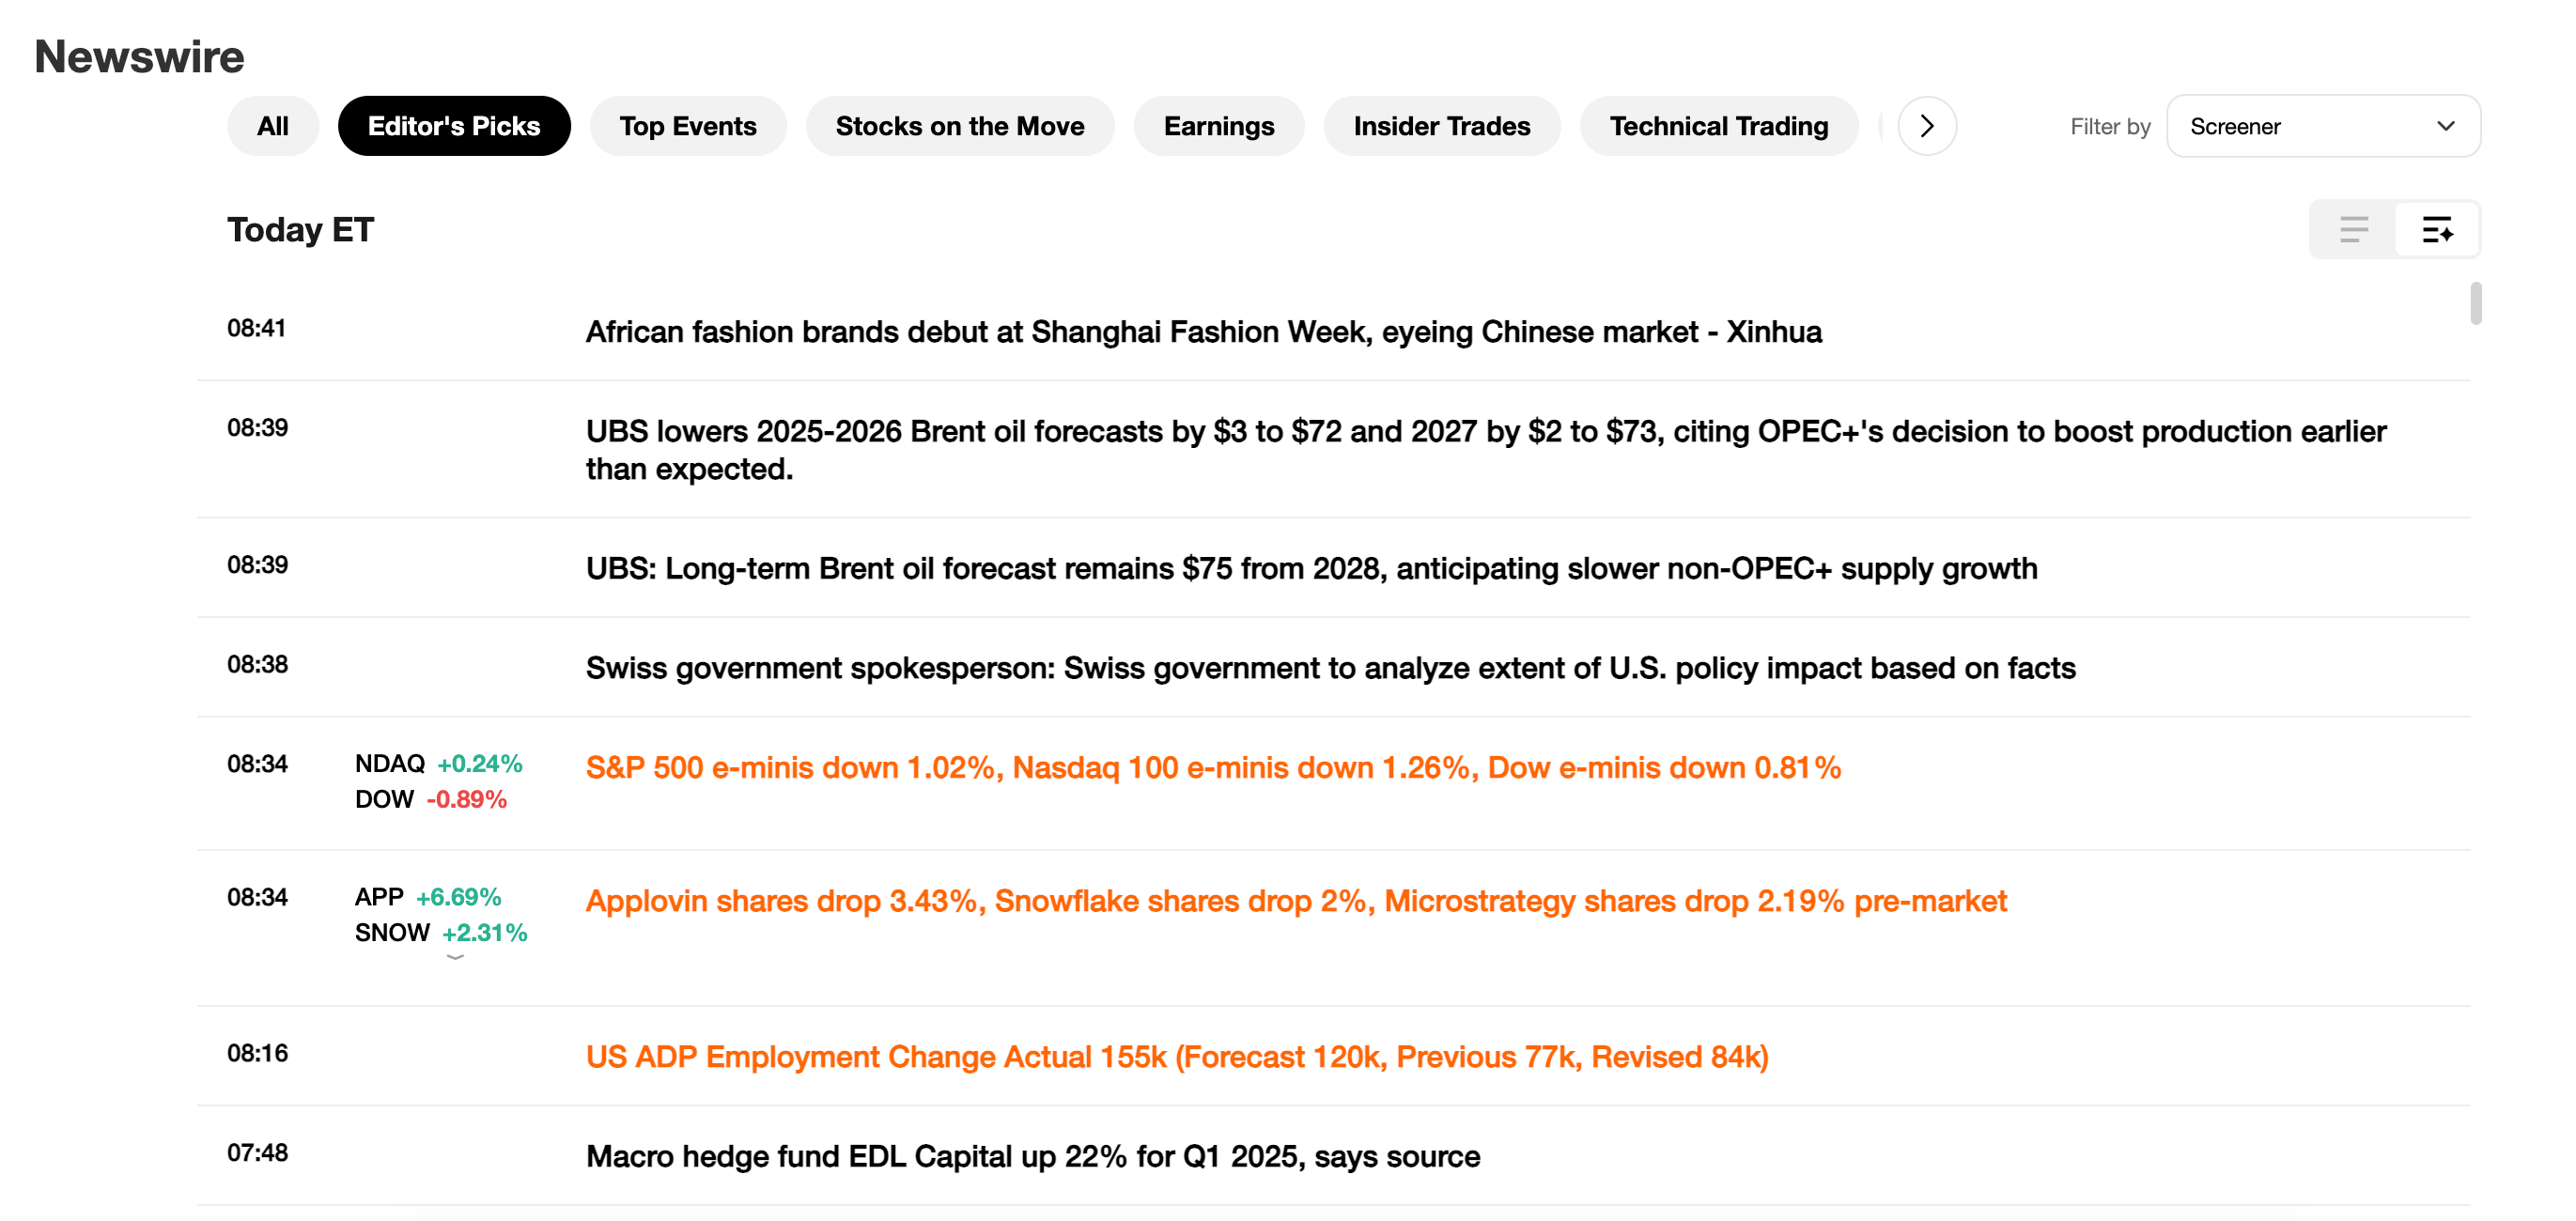 Newswire
All Editor's Picks Top Events Stocks on the Move Earnings Insider Trades Technical Trading Filter by Screener
Today ET
08:41 African fashion brands debut at Shanghai Fashion Week, eyeing Chinese market - Xinhua
08:39 UBS lowers 2025-2026 Brent oil forecasts by $3 to $72 and 2027 by $2 to $73, citing OPEC+'s decision to boost production earlier
than expected.
08:39 UBS: Long-term Brent oil forecast remains $75 from 2028, anticipating slower non-OPEC+ supply growth
08:38 Swiss government spokesperson: Swiss government to analyze extent of U.S. policy impact based on facts
08:34 NDAQ +0.24% S&P 500 e-minis down 1.02%, Nasdaq 100 e-minis down 1.26%, Dow e-minis down 0.81%
DOW -0.89%
08:34 APP +6.69% Applovin shares drop 3.43%, Snowflake shares drop 2%, Microstrategy shares drop 2.19% pre-market
SNOW +2.31%
08:16 US ADP Employment Change Actual 155k (Forecast 120k, Previous 77k, Revised 84k)
07:48 Macro hedge fund EDL Capital up 22% for Q1 2025, says source